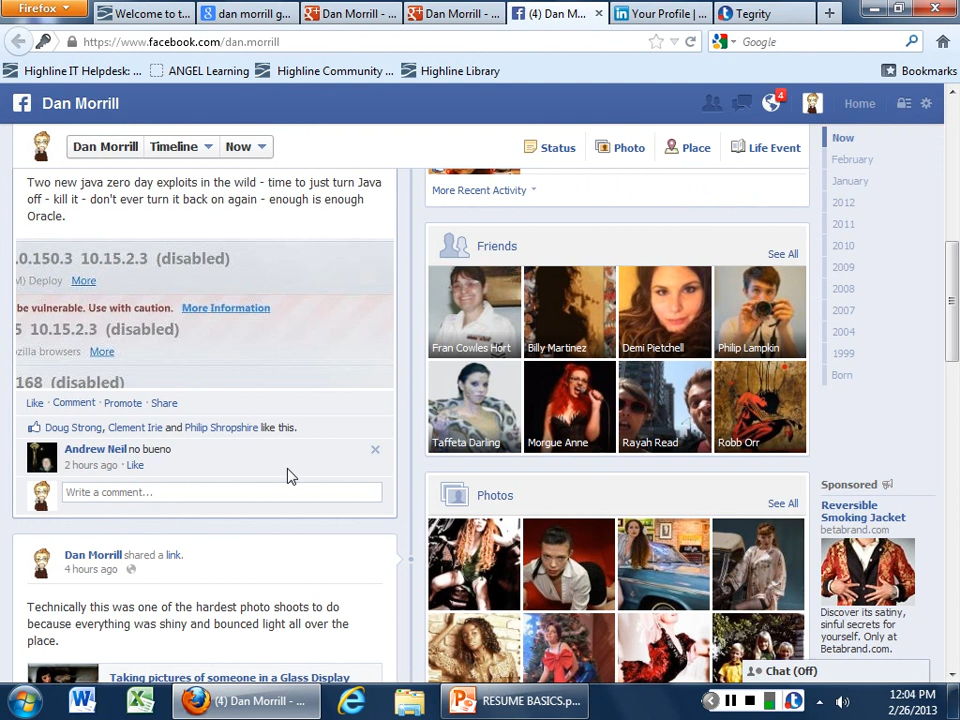 Firefox
Welcome to t...
dan morrill g...
Dan Morrill - ...
Dan Morrill - ...
(4) Dan M...
Your Profile | ...
Tegrity
https://www.facebook.com/dan.morrill
Google
Highline IT Helpdesk: ...
ANGEL Learning
Highline Community ...
Highline Library
Bookmarks
Dan Morrill
4
Home
Dan Morrill
Timeline
Now
Status
Photo
Place
Life Event
Two new java zero day exploits in the wild - time to just turn Java
off - kill it - don't ever turn it back on again - enough is enough
Oracle.
.0.150.3 10.15.2.3 (disabled)
M) Deploy More
be vulnerable. Use with caution. More Information
5 10.15.2.3 (disabled)
ozilla browsers More
168 (disabled)
Like · Comment · Promote · Share
Doug Strong, Clement Irie and Philip Shropshire like this.
Andrew Neil no bueno
2 hours ago · Like
Write a comment...
Dan Morrill shared a link.
4 hours ago
Technically this was one of the hardest photo shoots to do
because everything was shiny and bounced light all over the
place.
Taking pictures of someone in a Glass Display
More Recent Activity
Friends
See All
Fran Cowles Hort
Billy Martinez
Demi Pietchell
Philip Lampkin
Taffeta Darling
Morgue Anne
Rayah Read
Robb Orr
Photos
See All
Now
February
January
2012
2011
2010
2009
2008
2007
2004
1999
Born
Sponsored
Reversible
Smoking Jacket
betabrand.com
Discover its satiny,
sinful secrets for
yourself. Only at
Betabrand.com.
Chat (Off)
(4) Dan Morrill - ...
RESUME BASICS.p...
12:04 PM
2/26/2013